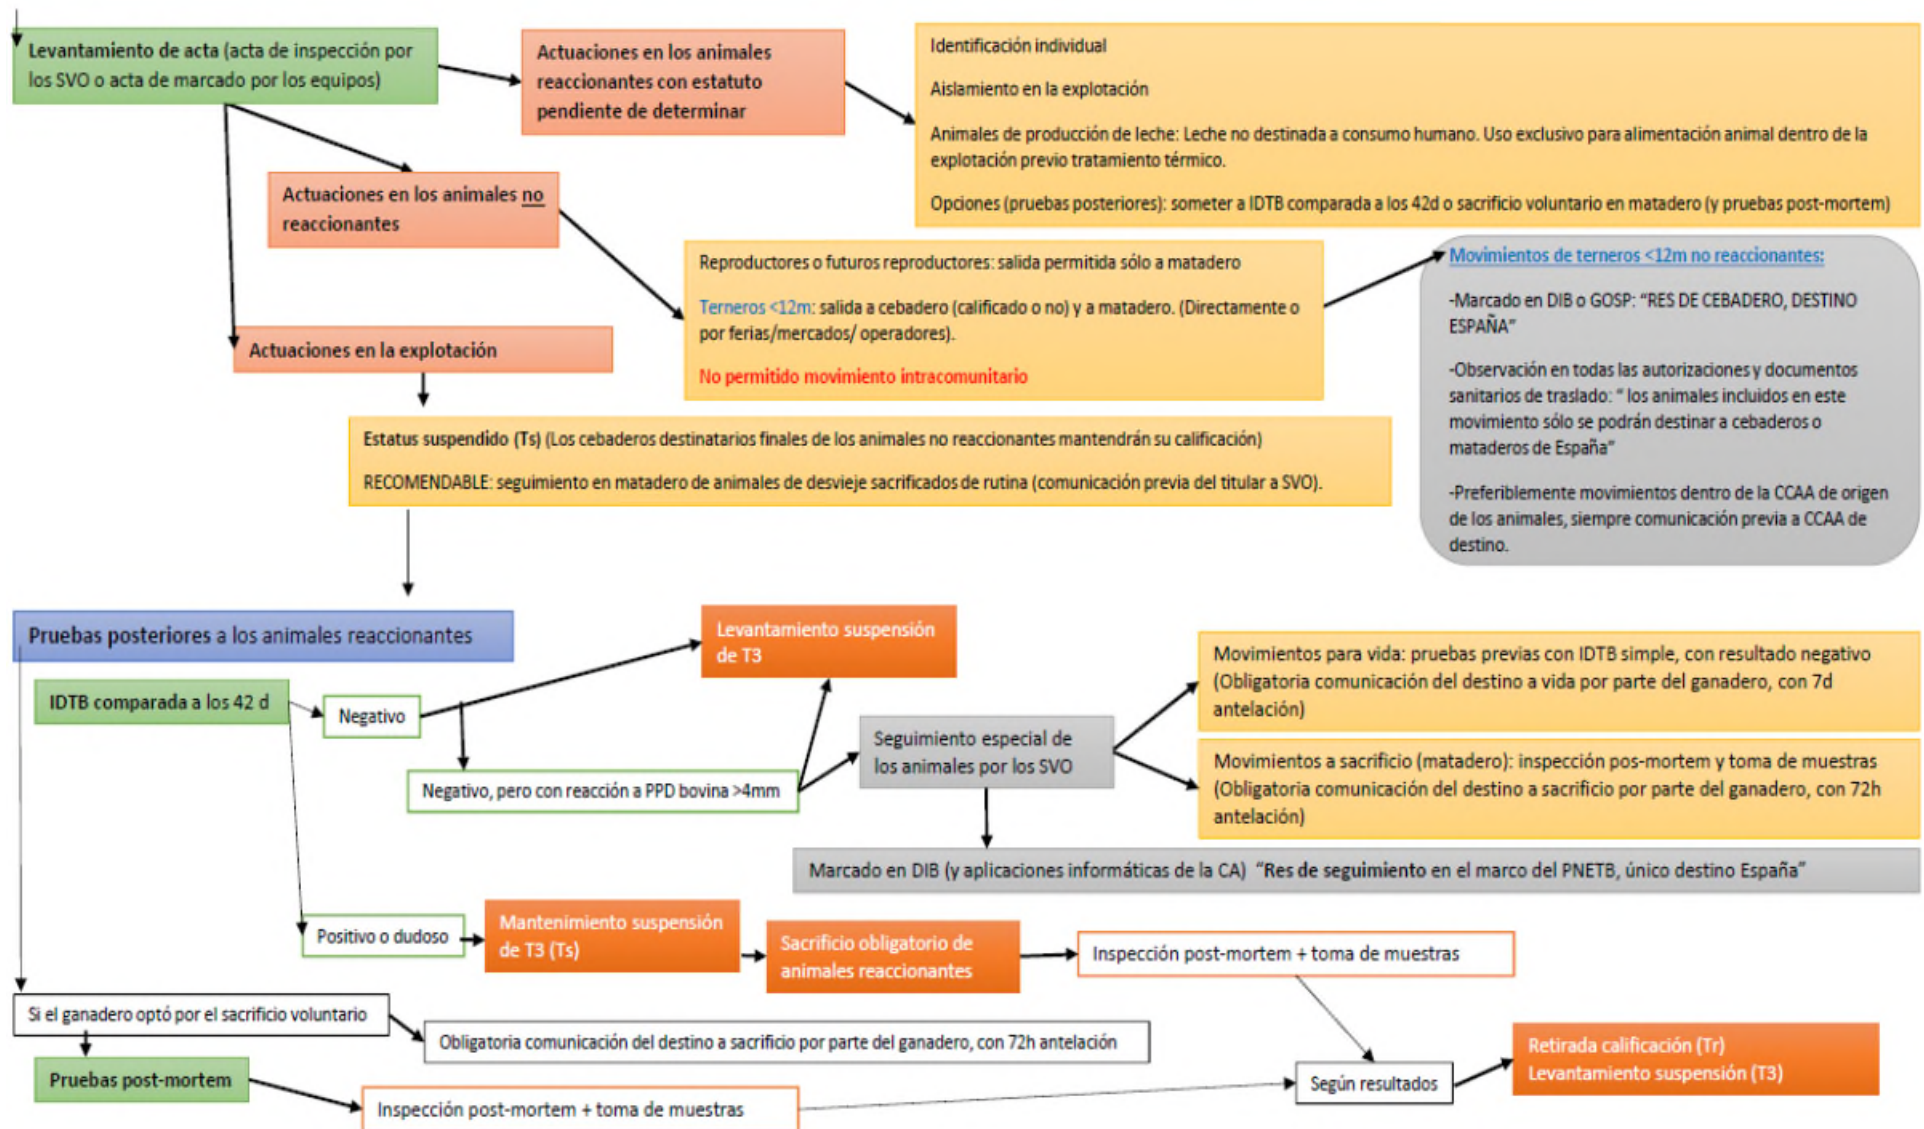 Levantamiento de acta (acta de inspección por
los SVO o acta de marcado por los equipos)
Actuaciones en los animales
reaccionantes con estatuto
pendiente de determinar
Identificación individual
Aislamiento en la explotación
Animales de producción de leche: Leche no destinada a consumo humano. Uso exclusivo para alimentación animal dentro de la
explotación previo tratamiento térmico.
Opciones (pruebas posteriores): someter a IDTB comparada a los 42d o sacrificio voluntario en matadero (y pruebas post-mortem)
Actuaciones en los animales no
reaccionantes
Reproductores o futuros reproductores: salida permitida sólo a matadero
Terneros <12m: salida a cebadero (calificado o no) y a matadero. (Directamente o
por ferias/mercados/ operadores).
No permitido movimiento intracomunitario
Movimientos de terneros <12m no reaccionantes:
-Marcado en DIB o GOSP: “RES DE CEBADERO, DESTINO
ESPAÑA”
-Observación en todas las autorizaciones y documentos
sanitarios de traslado: “ los animales incluidos en este
movimiento sólo se podrán destinar a cebaderos o
mataderos de España”
-Preferiblemente movimientos dentro de la CCAA de origen
de los animales, siempre comunicación previa a CCAA de
destino.
Actuaciones en la explotación
Estatus suspendido (Ts) (Los cebaderos destinatarios finales de los animales no reaccionantes mantendrán su calificación)
RECOMENDABLE: seguimiento en matadero de animales de desvieje sacrificados de rutina (comunicación previa del titular a SVO).
Pruebas posteriores a los animales reaccionantes
IDTB comparada a los 42 d
Negativo
Levantamiento suspensión
de T3
Negativo, pero con reacción a PPD bovina >4mm
Seguimiento especial de
los animales por los SVO
Movimientos para vida: pruebas previas con IDTB simple, con resultado negativo
(Obligatoria comunicación del destino a vida por parte del ganadero, con 7d
antelación)
Movimientos a sacrificio (matadero): inspección pos-mortem y toma de muestras
(Obligatoria comunicación del destino a sacrificio por parte del ganadero, con 72h
antelación)
Marcado en DIB (y aplicaciones informáticas de la CA) “Res de seguimiento en el marco del PNETB, único destino España”
Positivo o dudoso
Mantenimiento suspensión
de T3 (Ts)
Sacrificio obligatorio de
animales reaccionantes
Inspección post-mortem + toma de muestras
Si el ganadero optó por el sacrificio voluntario
Obligatoria comunicación del destino a sacrificio por parte del ganadero, con 72h antelación
Pruebas post-mortem
Inspección post-mortem + toma de muestras
Según resultados
Retirada calificación (Tr)
Levantamiento suspensión (T3)